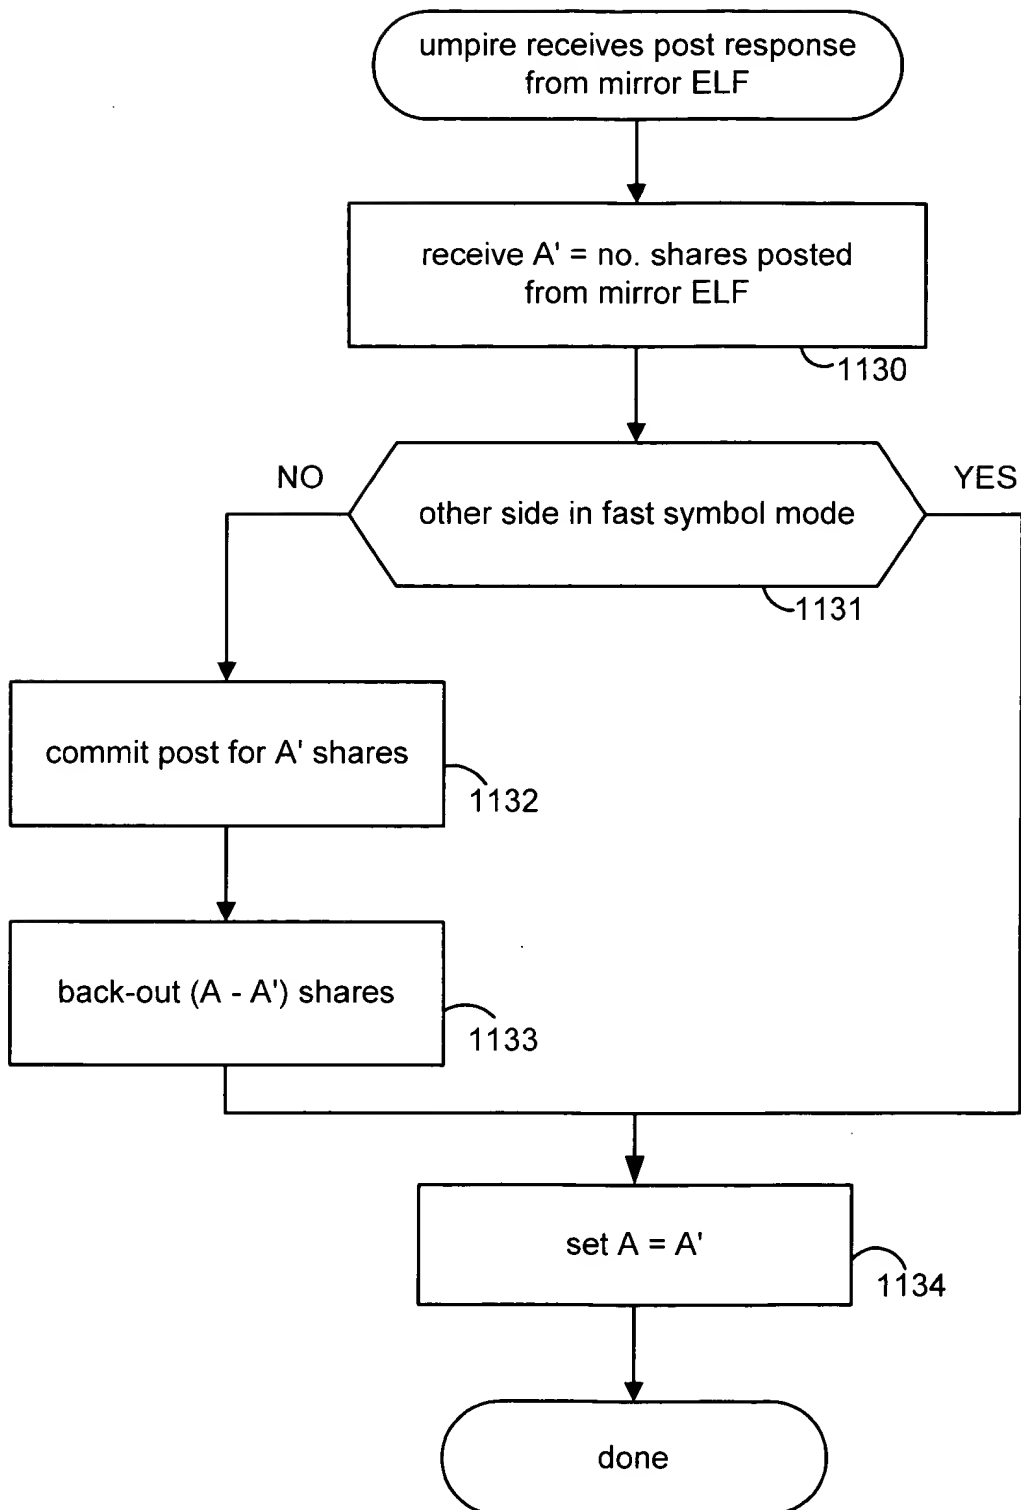 umpire receives post response
from mirror ELF
receive A' = no. shares posted
from mirror ELF
1130
NO
YES
other side in fast symbol mode
1131
commit post for A' shares
1132
back-out (A - A') shares
1133
set A = A'
1134
done